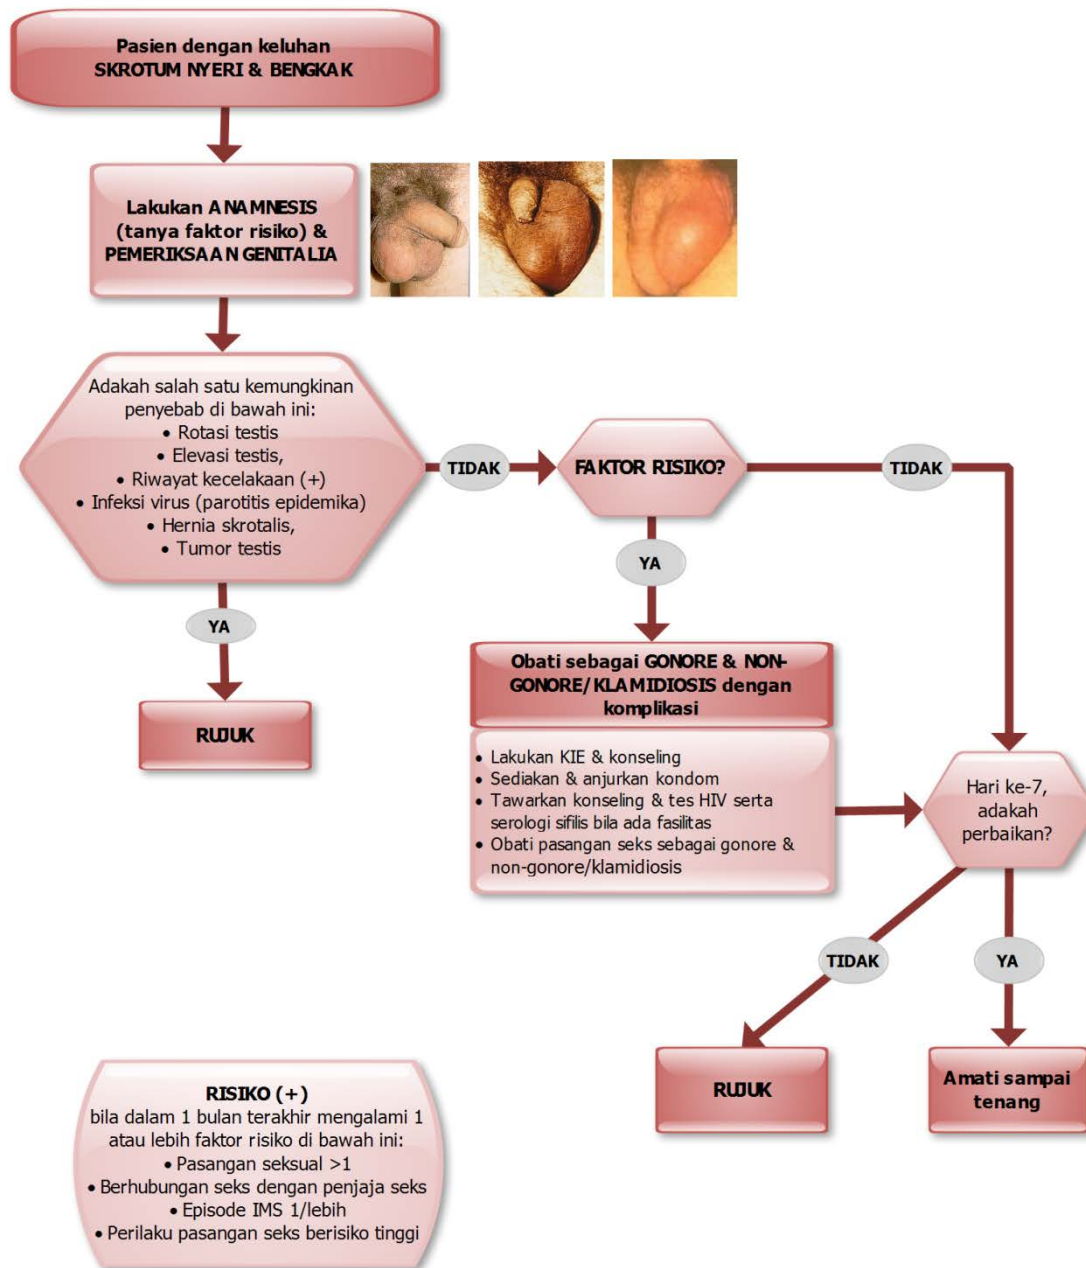 Pasien dengan keluhan
SKROTUM NYERI & BENGKAK
Lakukan ANAMNESIS
(tanya faktor risiko) &
PEMERIKSAAN GENITALIA
Adakah salah satu kemungkinan
penyebab di bawah ini:
• Rotasi testis
• Elevasi testis,
• Riwayat kecelakaan (+)
• Infeksi virus (parotitis epidemika)
• Hernia skrotalis,
• Tumor testis
TIDAK
FAKTOR RISIKO?
TIDAK
YA
YA
RUJUK
Obati sebagai GONORE & NON-
GONORE/KLAMIDIOSIS dengan
komplikasi
• Lakukan KIE & konseling
• Sediakan & anjurkan kondom
• Tawarkan konseling & tes HIV serta
serologi sifilis bila ada fasilitas
• Obati pasangan seks sebagai gonore &
non-gonore/klamidiosis
Hari ke-7,
adakah
perbaikan?
TIDAK
YA
RUJUK
Amati sampai
tenang
RISIKO (+)
bila dalam 1 bulan terakhir mengalami 1
atau lebih faktor risiko di bawah ini:
• Pasangan seksual >1
• Berhubungan seks dengan penjaja seks
• Episode IMS 1/lebih
• Perilaku pasangan seks berisiko tinggi